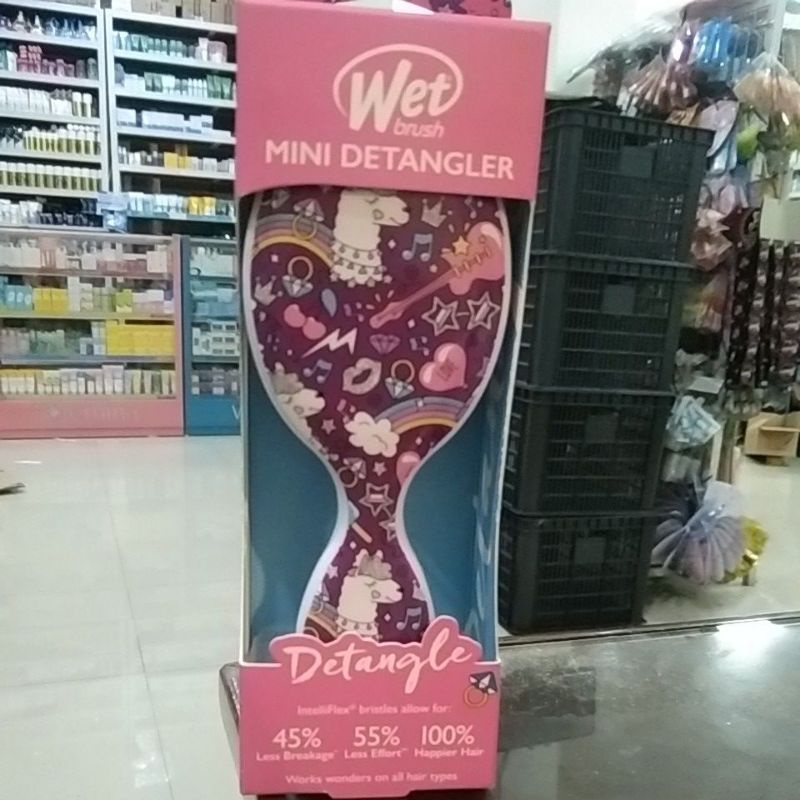 Wet
brush
MINI DETANGLER
Detangle
IntelliFlex® bristles allow for:
45% 55% 100%
Less Breakage* Less Effort** Happier Hair
Works wonders on all hair types